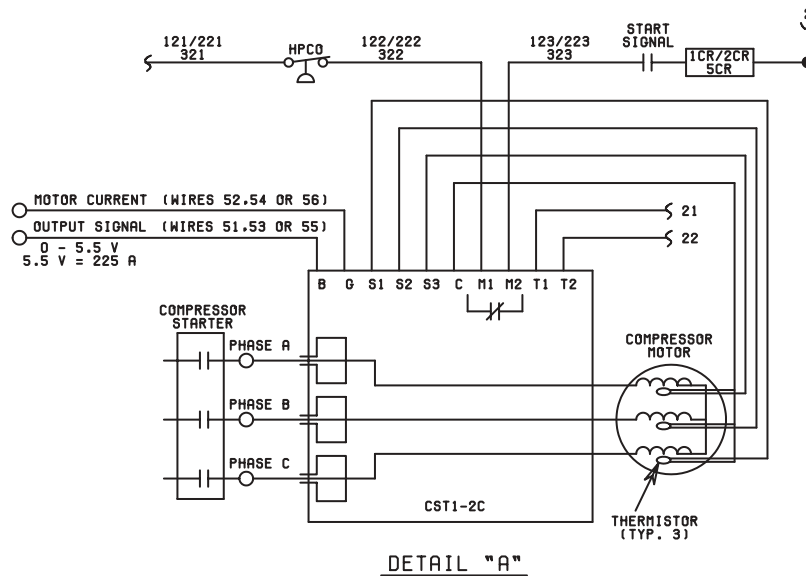 121/221
321
HPCO
122/222
322
123/223
323
START
SIGNAL
1CR/2CR
5CR
MOTOR CURRENT (WIRES 52.54 OR 56)
OUTPUT SIGNAL (WIRES 51.53 OR 55)
0 - 5.5 V
5.5 V = 225 A
21
22
B G S1 S2 S3 C M1 M2 T1 T2
COMPRESSOR
STARTER
PHASE A
PHASE B
PHASE C
COMPRESSOR
MOTOR
CST1-2C
THERMISTOR
(TYP. 3)
DETAIL "A"